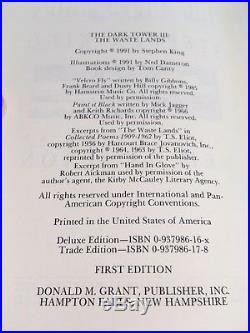 THE DARK TOWER III:
THE WASTE LANDS
Copyright © 1991 by Stephen King
Illustrations © 1991 by Ned Dameron
Book design by Tom Canty
"Velcro Fly" written by Billy Gibbons,
Frank Beard and Dusty Hill copyright © 1985
by Hamstein Music Co. All rights reserved.
Used by permission.
Paint it Black written by Mick Jagger
and Keith Richards copyright © 1966
by ABKCO Music Inc. All rights reserved.
Used by permission.
Excerpts from "The Waste Lands" in
Collected Poems 1909-1962 by T.S. Eliot,
copyright 1936 by Harcourt Brace Jovanovich, Inc.,
copyright © 1964, 1963 by T.S. Eliot,
reprinted by permission of the publisher.
Excerpts from "Hand In Glove" by
Robert Aickman used by permission of
the author's agent, the Kirby McCauley Literary Agency.
All rights reserved under International and Pan-
American Copyright Conventions.
Printed in the United States of America
Deluxe Edition—ISBN 0-937986-16-x
Trade Edition—ISBN 0-937986-17-8
FIRST EDITION
DONALD M. GRANT, PUBLISHER, INC.
HAMPTON FALLS, NEW HAMPSHIRE